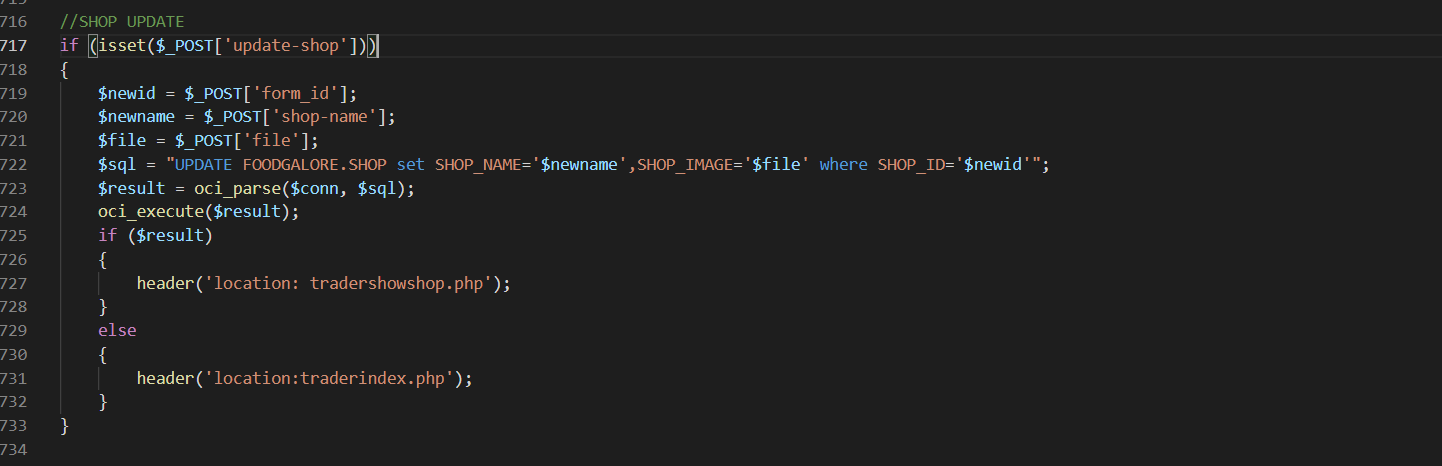 716 //SHOP UPDATE
717 if (isset($_POST['update-shop']))
718 {
719 $newid = $_POST['form_id'];
720 $newname = $_POST['shop-name'];
721 $file = $_POST['file'];
722 $sql = "UPDATE FOODGALORE.SHOP set SHOP_NAME='$newname',SHOP_IMAGE='$file' where SHOP_ID='$newid'";
723 $result = oci_parse($conn, $sql);
724 oci_execute($result);
725 if ($result)
726 {
727 header('location: tradershowshop.php');
728 }
729 else
730 {
731 header('location:traderindex.php');
732 }
733 }
734